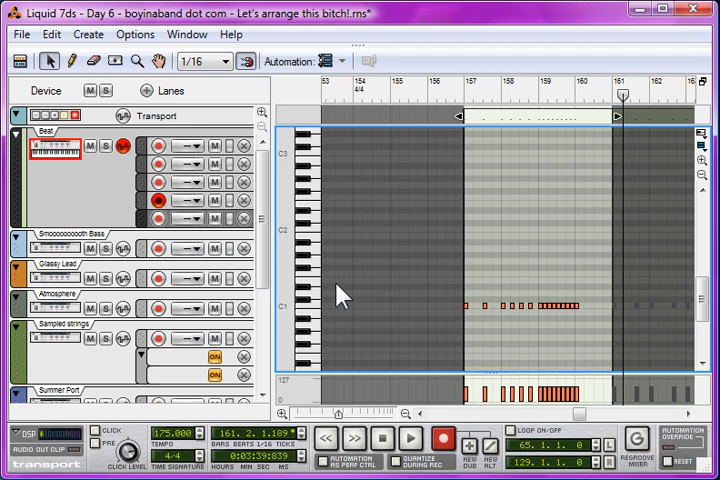 Liquid 7ds - Day 6 - boyinaband dot com - Let's arrange this bitch!.rns*
File Edit Create Options Window Help
1/16 Automation:
Device M S Lanes
53 154 155 156 157 158 159 160 161 162 163
4/4
Transport
Beat
M S
M
M
M
M
Smooooooooth Bass
M S M
Glassy Lead
M S M
Atmosphere
M S M
Sampled strings
M S M
ON
ON
Summer Port
C3
C2
C1
127
0
DSP
AUDIO OUT CLIP
transport
CLICK
PRE
CLICK LEVEL
175.000
TEMPO
4/4
TIME SIGNATURE
161. 2. 1.189 *
BARS BEATS 1/16 TICKS
0:03:39:839
HOURS MIN SEC MS
AUTOMATION AS PERF CTRL
QUANTIZE DURING REC
NEW DUB
NEW ALT
LOOP ON/OFF
65. 1. 1. 0 L
129. 1. 1. 0 R
REGROOVE MIXER
AUTOMATION OVERRIDE
RESET